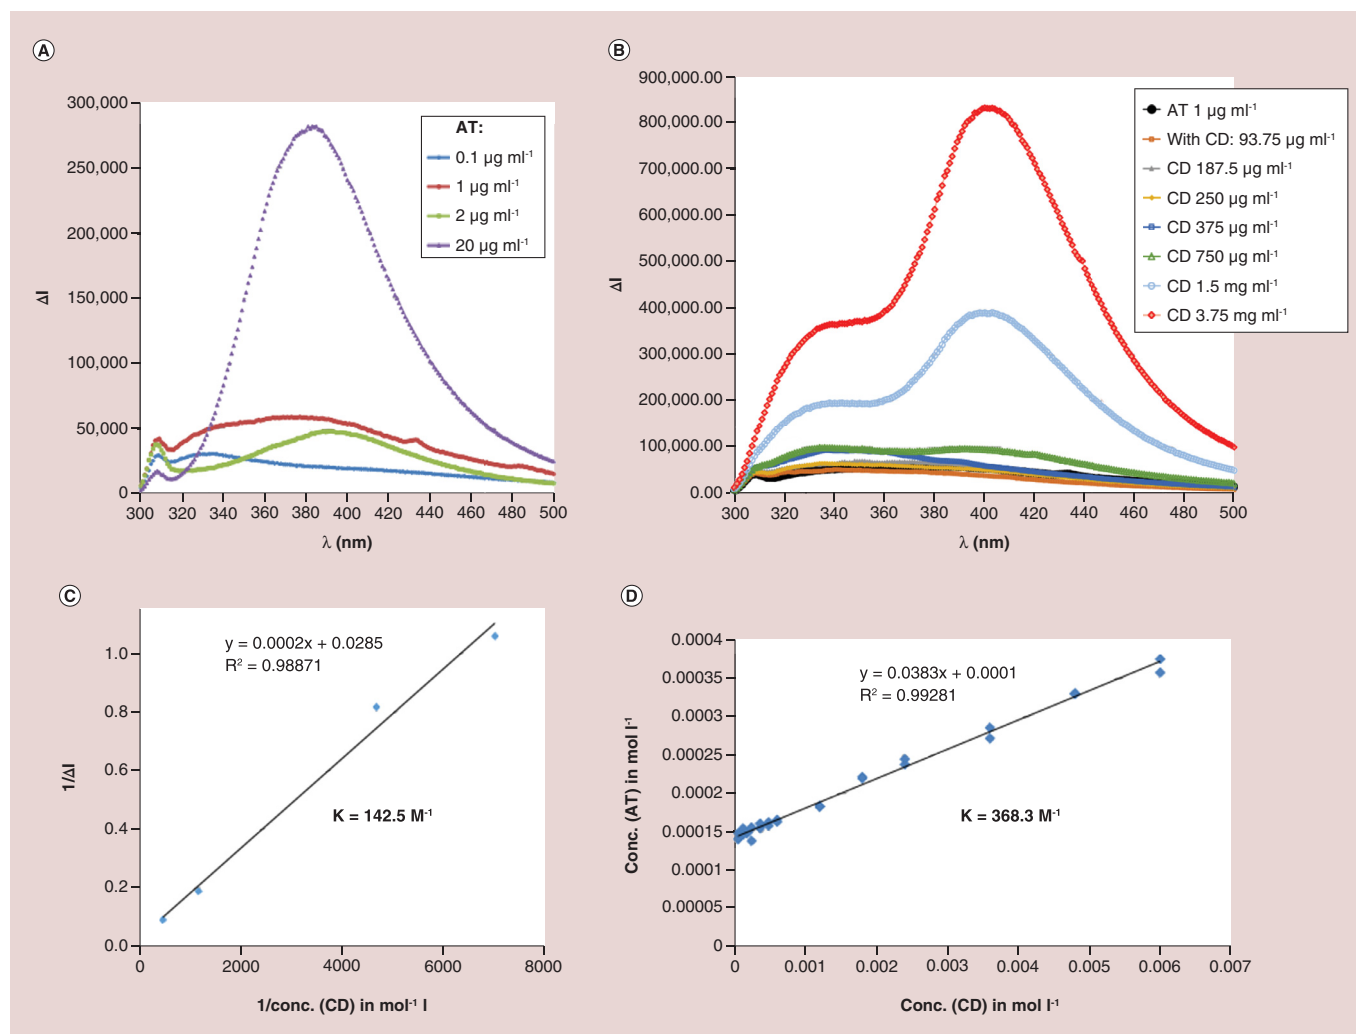 A
300,000
250,000
200,000
150,000
100,000
50,000
0
ΔI
300 320 340 360 380 400 420 440 460 480 500
λ (nm)
AT:
0.1 µg ml⁻¹
1 µg ml⁻¹
2 µg ml⁻¹
20 µg ml⁻¹
B
900,000.00
800,000.00
700,000.00
600,000.00
500,000.00
400,000.00
300,000.00
200,000.00
100,000.00
0.00
ΔI
300 320 340 360 380 400 420 440 460 480 500
λ (nm)
AT 1 µg ml⁻¹
With CD: 93.75 µg ml⁻¹
CD 187.5 µg ml⁻¹
CD 250 µg ml⁻¹
CD 375 µg ml⁻¹
CD 750 µg ml⁻¹
CD 1.5 mg ml⁻¹
CD 3.75 mg ml⁻¹
C
1.0
0.8
0.6
0.4
0.2
0.0
1/ΔI
y = 0.0002x + 0.0285
R² = 0.98871
K = 142.5 M⁻¹
0 2000 4000 6000 8000
1/conc. (CD) in mol⁻¹ l
D
0.0004
0.00035
0.0003
0.00025
0.0002
0.00015
0.0001
0.00005
0
Conc. (AT) in mol l⁻¹
y = 0.0383x + 0.0001
R² = 0.99281
K = 368.3 M⁻¹
0 0.001 0.002 0.003 0.004 0.005 0.006 0.007
Conc. (CD) in mol l⁻¹